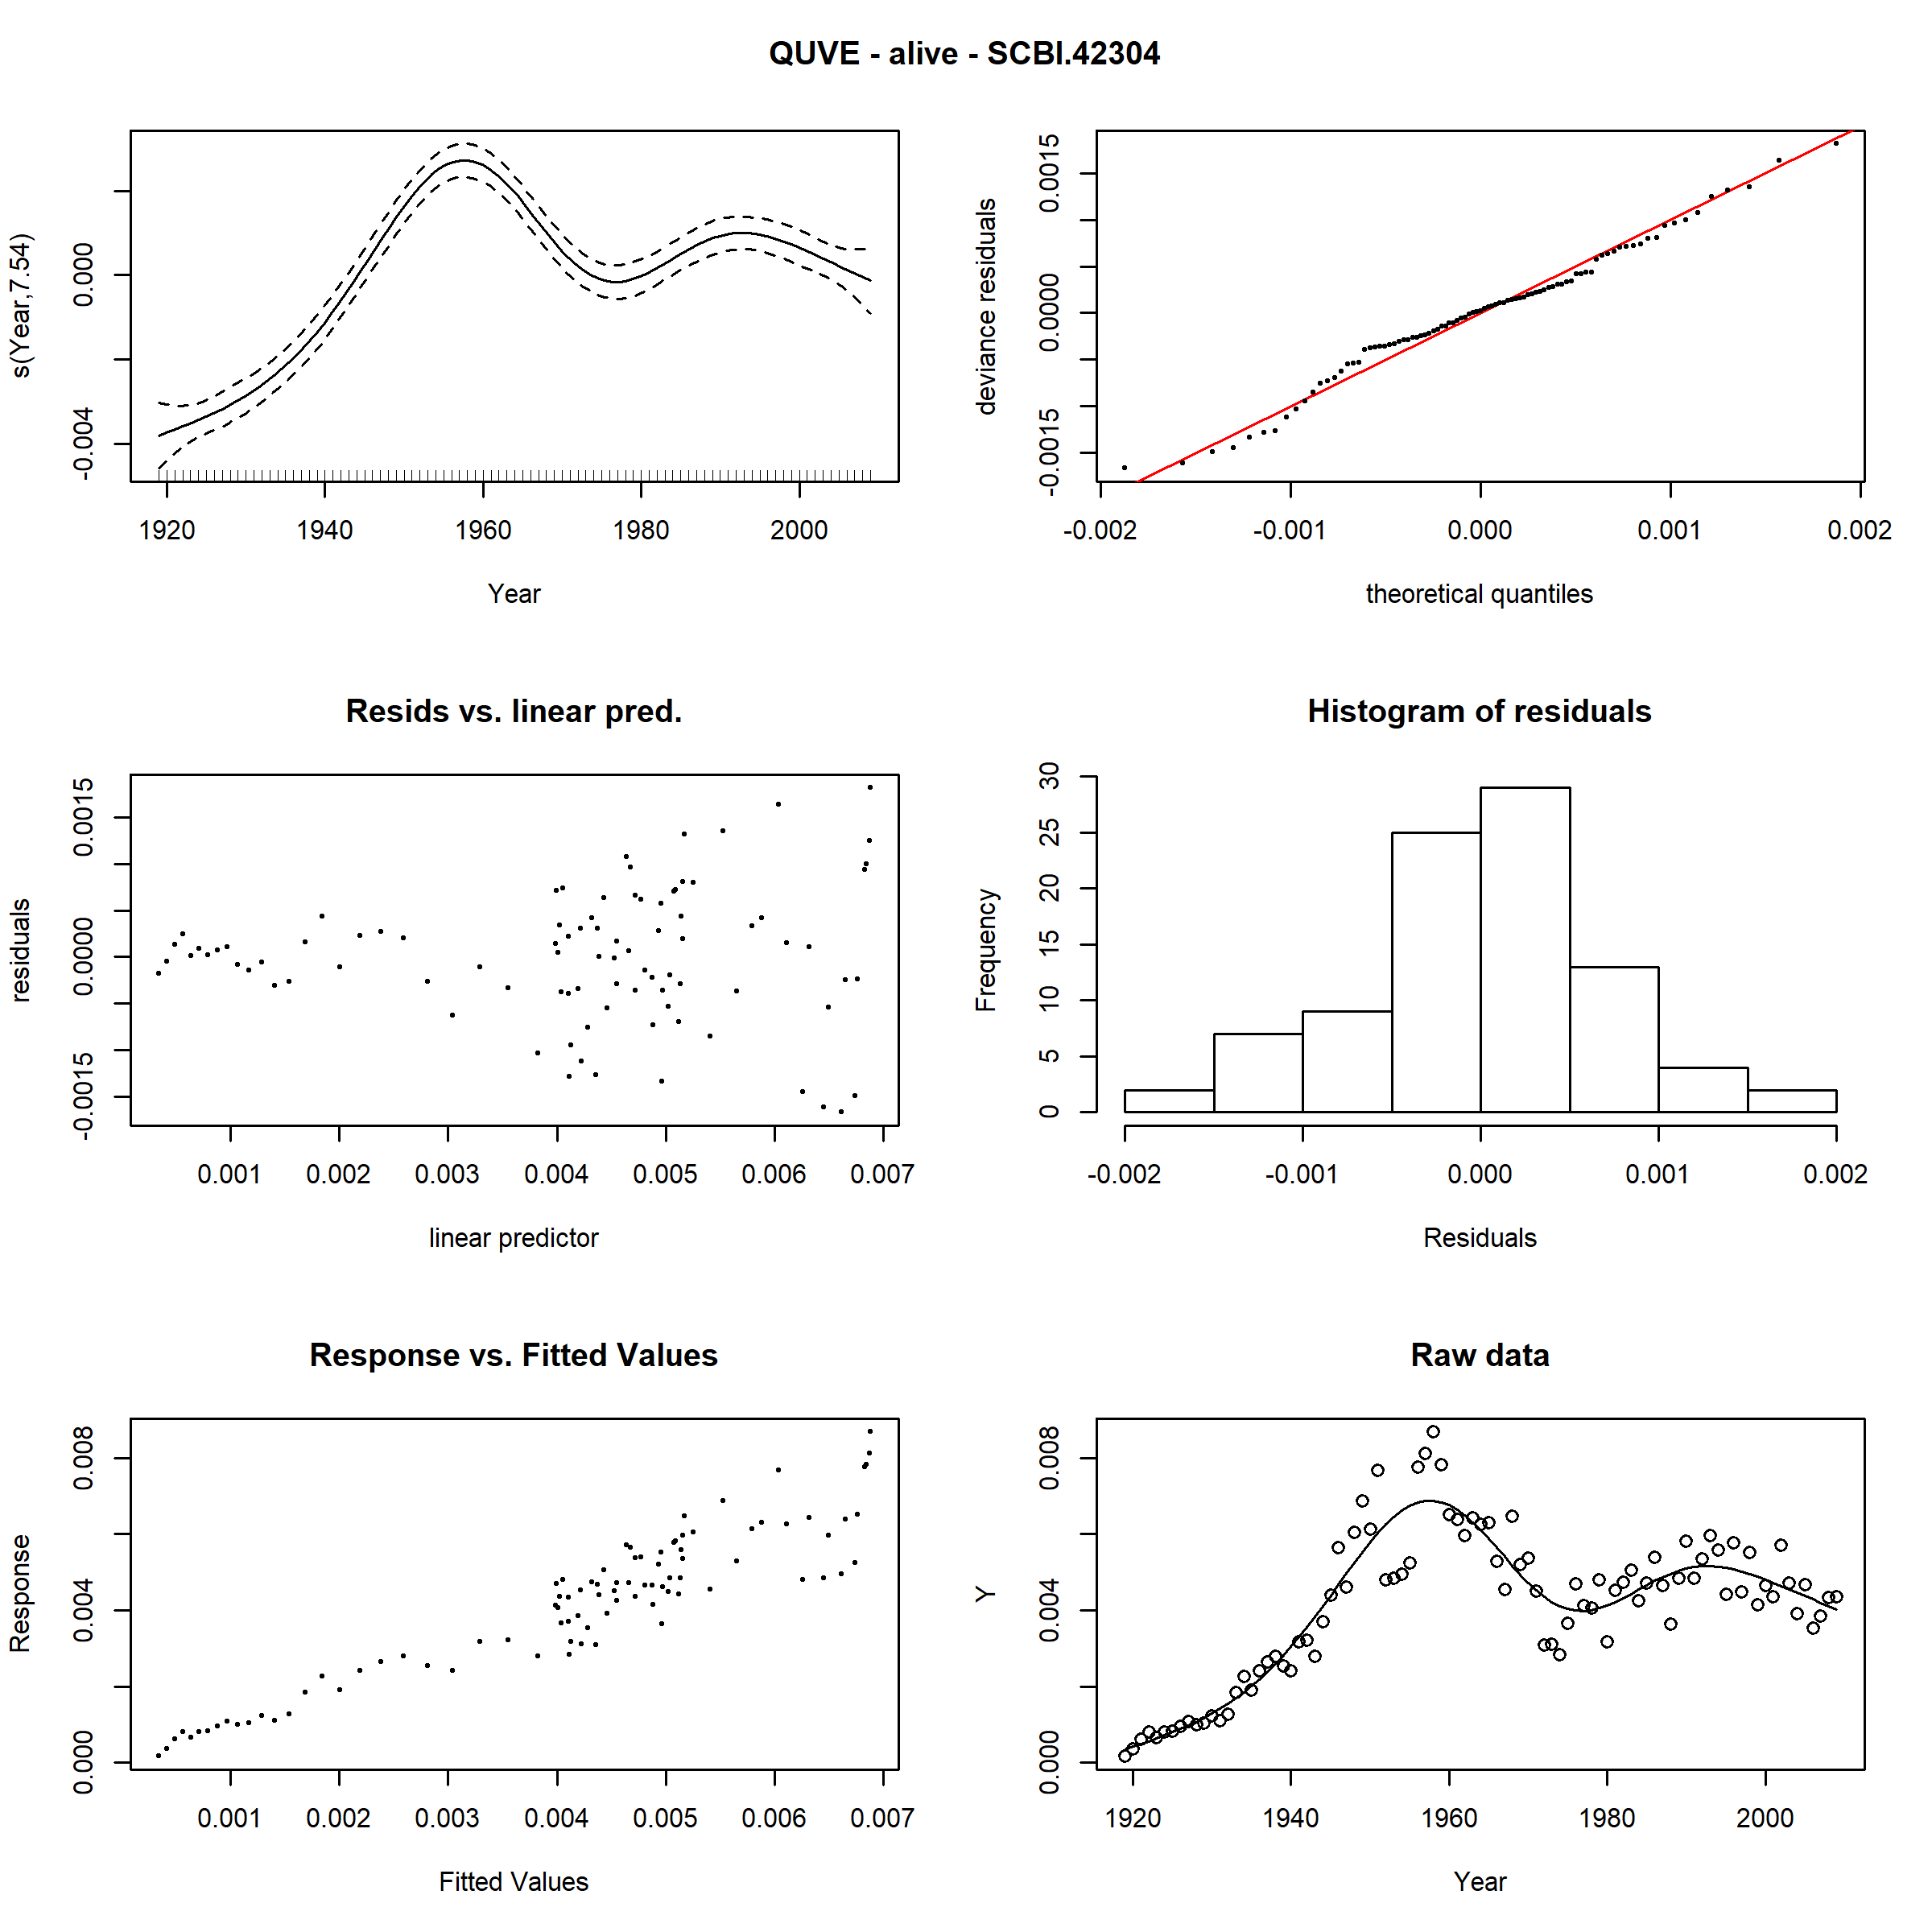 QUVE - alive - SCBI.42304
s(Year,7.54)
0.000
-0.004
1920 1940 1960 1980 2000
Year
deviance residuals
0.0015
0.0000
-0.0015
-0.002 -0.001 0.000 0.001 0.002
theoretical quantiles
Resids vs. linear pred.
residuals
0.0015
0.0000
-0.0015
0.001 0.002 0.003 0.004 0.005 0.006 0.007
linear predictor
Histogram of residuals
Frequency
30
25
20
15
10
5
0
-0.002 -0.001 0.000 0.001 0.002
Residuals
Response vs. Fitted Values
Response
0.008
0.004
0.000
0.001 0.002 0.003 0.004 0.005 0.006 0.007
Fitted Values
Raw data
Y
0.008
0.004
0.000
1920 1940 1960 1980 2000
Year